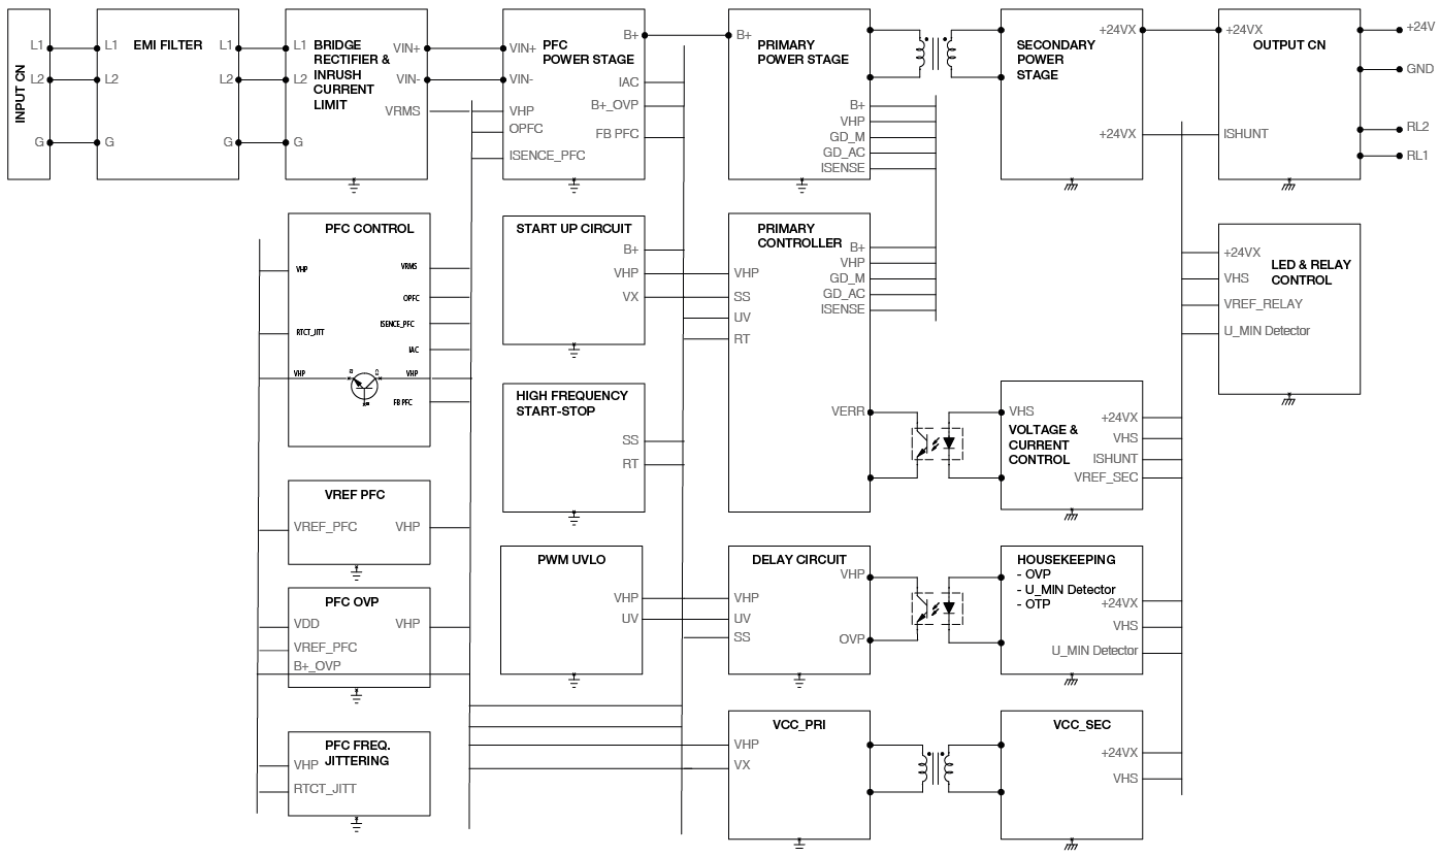 INPUT CN
L1
L2
G
EMI FILTER
L1
L2
G
L1
L2
G
BRIDGE
RECTIFIER &
INRUSH
CURRENT
LIMIT
L1
L2
G
VIN+
VIN-
VRMS
PFC
POWER STAGE
VIN+
VIN-
VHP
OPFC
ISENCE_PFC
B+
IAC
B+_OVP
FB PFC
PRIMARY
POWER STAGE
B+
B+
VHP
GD_M
GD_AC
ISENSE
SECONDARY
POWER
STAGE
+24VX
+24VX
OUTPUT CN
+24VX
ISHUNT
+24V
GND
RL2
RL1
PFC CONTROL
VHP
RTCT_JITT
VHP
VRMS
OPFC
ISENCE_PFC
IAC
VHP
FB PFC
START UP CIRCUIT
B+
VHP
VX
PRIMARY
CONTROLLER
VHP
SS
UV
RT
B+
VHP
GD_M
GD_AC
ISENSE
VERR
LED & RELAY
CONTROL
+24VX
VHS
VREF_RELAY
U_MIN Detector
HIGH FREQUENCY
START-STOP
SS
RT
VHS
VOLTAGE &
CURRENT
CONTROL
+24VX
VHS
ISHUNT
VREF_SEC
VREF PFC
VREF_PFC
VHP
PWM UVLO
VHP
UV
DELAY CIRCUIT
VHP
VHP
UV
SS
OVP
HOUSEKEEPING
- OVP
- U_MIN Detector
- OTP
+24VX
VHS
U_MIN Detector
PFC OVP
VDD
VHP
VREF_PFC
B+_OVP
PFC FREQ.
JITTERING
VHP
RTCT_JITT
VCC_PRI
VHP
VX
VCC_SEC
+24VX
VHS